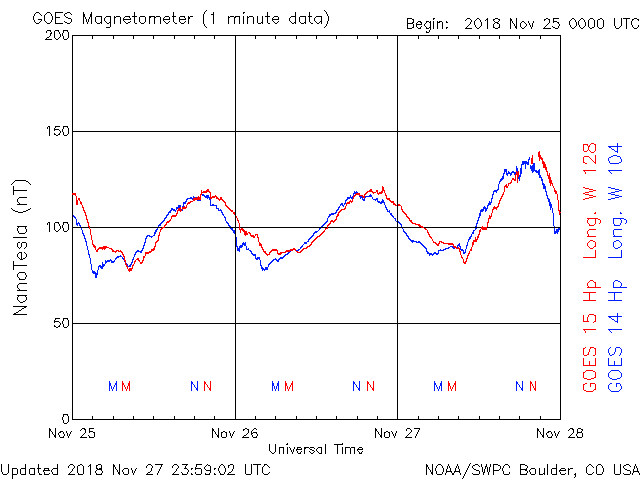 GOES Magnetometer (1 minute data)
Begin: 2018 Nov 25 0000 UTC
200
150
100
50
0
NanoTesla (nT)
M M N N M M N N M M N N
Nov 25 Nov 26 Nov 27 Nov 28
Universal Time
GOES 15 Hp Long. W 128
GOES 14 Hp Long. W 104
Updated 2018 Nov 27 23:59:02 UTC
NOAA/SWPC Boulder, CO USA